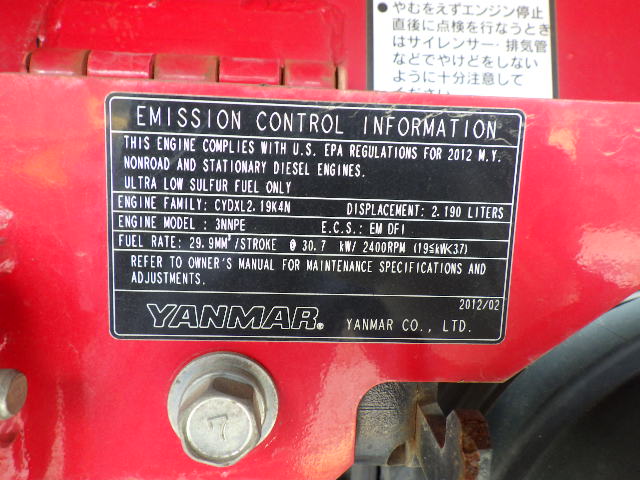 ● やむをえずエンジン停止
直後に点検を行なうとき
はサイレンサー・排気管
などでやけどをしない
ように十分注意して
ください。
EMISSION CONTROL INFORMATION
THIS ENGINE COMPLIES WITH U.S. EPA REGULATIONS FOR 2012 M.Y.
NONROAD AND STATIONARY DIESEL ENGINES.
ULTRA LOW SULFUR FUEL ONLY
ENGINE FAMILY: CYDXL2.19K4N DISPLACEMENT: 2.190 LITERS
ENGINE MODEL : 3NNPE E.C.S.: EM DFI
FUEL RATE: 29.9MM³/STROKE @ 30.7 kW/ 2400RPM (19≤kW<37)
REFER TO OWNER'S MANUAL FOR MAINTENANCE SPECIFICATIONS AND
ADJUSTMENTS.
2012/02
YANMAR® YANMAR CO., LTD.
7